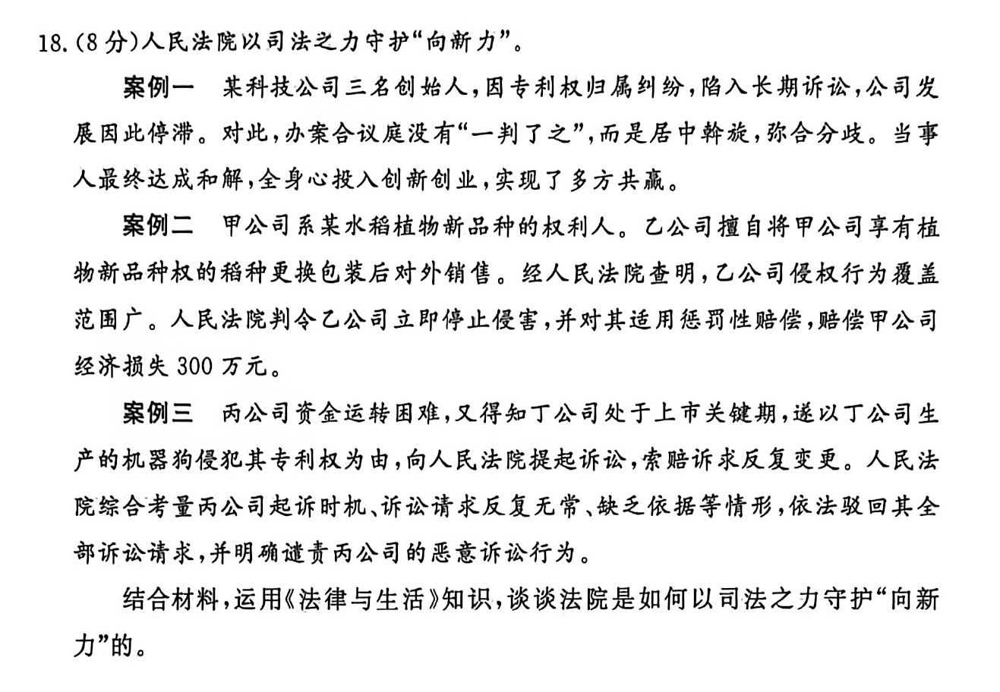 18.(8分)人民法院以司法之力守护“向新力”。
案例一 某科技公司三名创始人,因专利权归属纠纷,陷入长期诉讼,公司发
展因此停滞。对此,办案合议庭没有“一判了之”,而是居中斡旋,弥合分歧。当事
人最终达成和解,全身心投入创新创业,实现了多方共赢。
案例二 甲公司系某水稻植物新品种的权利人。乙公司擅自将甲公司享有植
物新品种权的稻种更换包装后对外销售。经人民法院查明,乙公司侵权行为覆盖
范围广。人民法院判令乙公司立即停止侵害,并对其适用惩罚性赔偿,赔偿甲公司
经济损失300万元。
案例三 丙公司资金运转困难,又得知丁公司处于上市关键期,遂以丁公司生
产的机器狗侵犯其专利权为由,向人民法院提起诉讼,索赔诉求反复变更。人民法
院综合考量丙公司起诉时机、诉讼请求反复无常、缺乏依据等情形,依法驳回其全
部诉讼请求,并明确谴责丙公司的恶意诉讼行为。
结合材料,运用《法律与生活》知识,谈谈法院是如何以司法之力守护“向新
力”的。